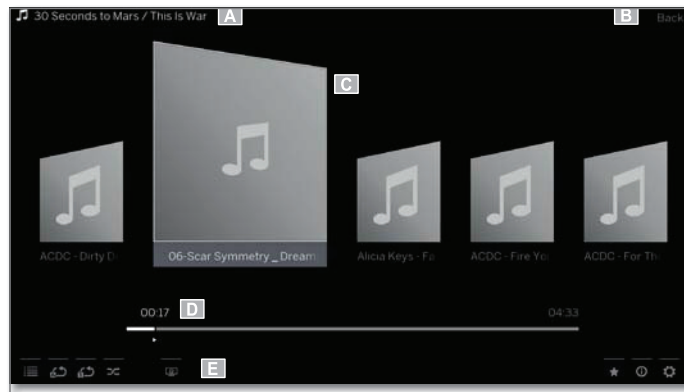 30 Seconds to Mars / This Is War
A
B
Back
C
ACDC - Dirty D
06-Scar Symmetry _ Dream
Alicia Keys - Fa
ACDC - Fire Yo
ACDC - For Th
00:17
D
04:33
E